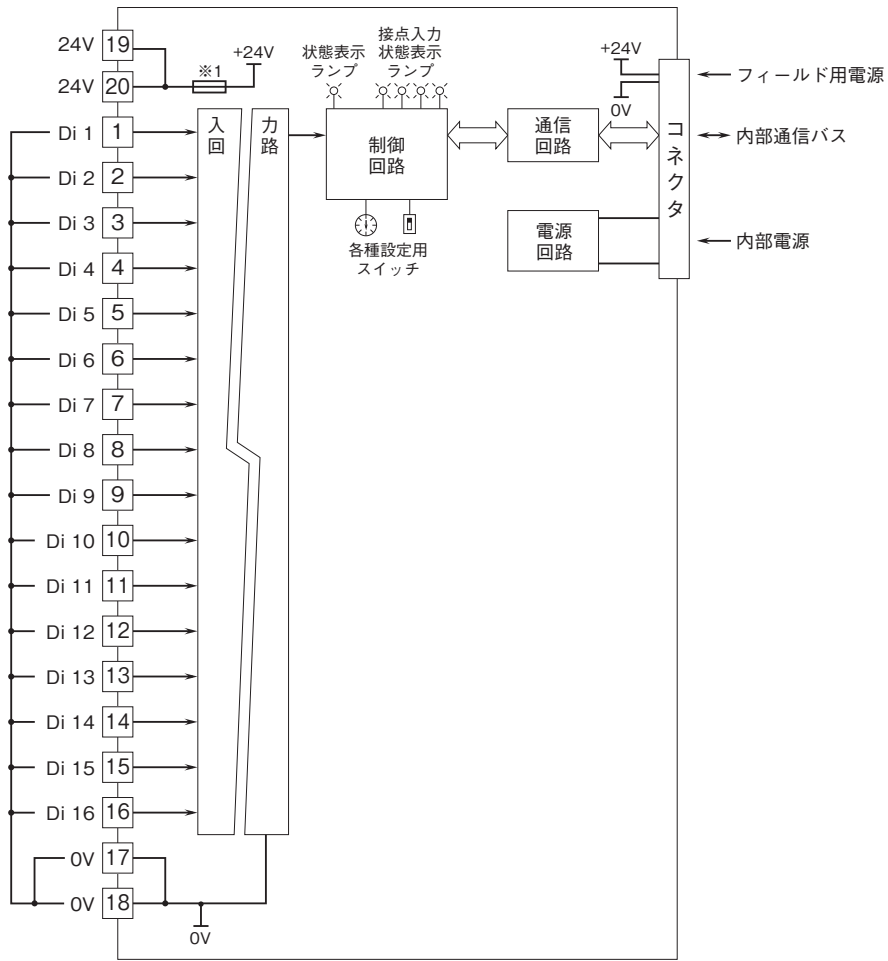 24V 19
24V 20
※1
+24V
状態表示
ランプ
接点入力
状態表示
ランプ
+24V
0V
フィールド用電源
Di 1 1
入力
回路
制御
回路
通信
回路
コネクタ
内部通信バス
Di 2 2
Di 3 3
各種設定用
スイッチ
電源
回路
内部電源
Di 4 4
Di 5 5
Di 6 6
Di 7 7
Di 8 8
Di 9 9
Di 10 10
Di 11 11
Di 12 12
Di 13 13
Di 14 14
Di 15 15
Di 16 16
0V 17
0V 18
0V